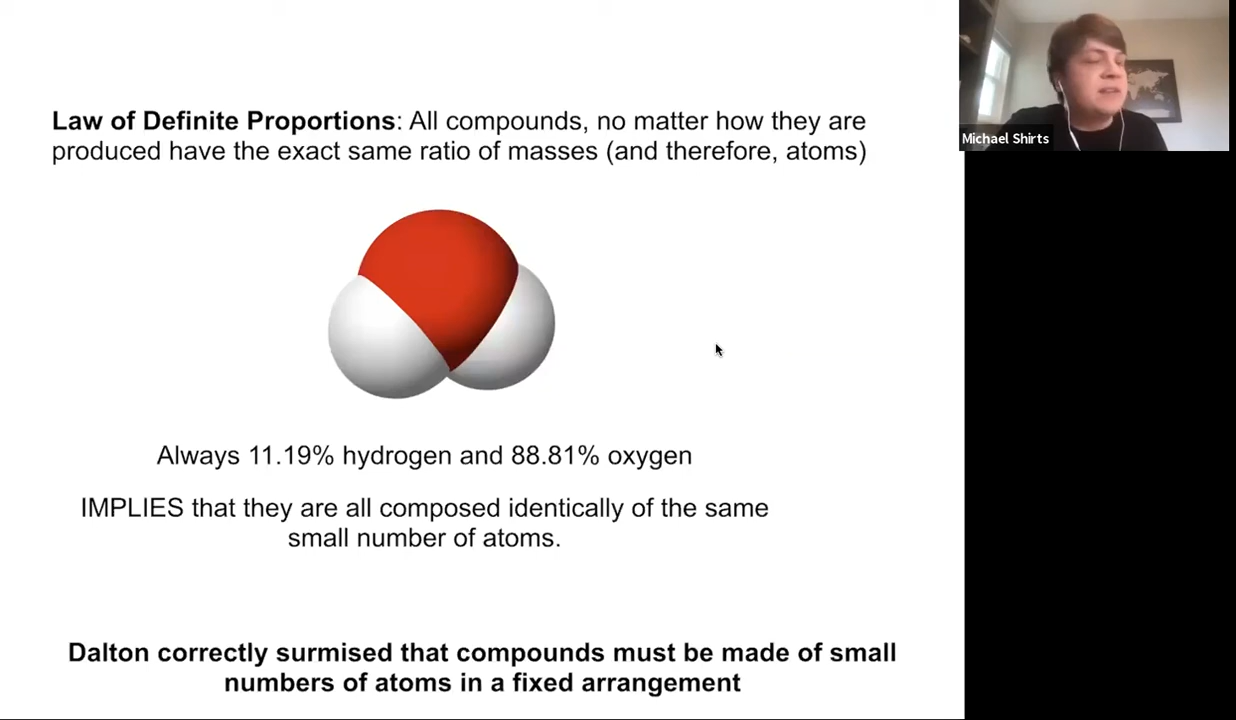 Law of Definite Proportions: All compounds, no matter how they are
produced have the exact same ratio of masses (and therefore, atoms)
Michael Shirts
Always 11.19% hydrogen and 88.81% oxygen
IMPLIES that they are all composed identically of the same
small number of atoms.
Dalton correctly surmised that compounds must be made of small
numbers of atoms in a fixed arrangement